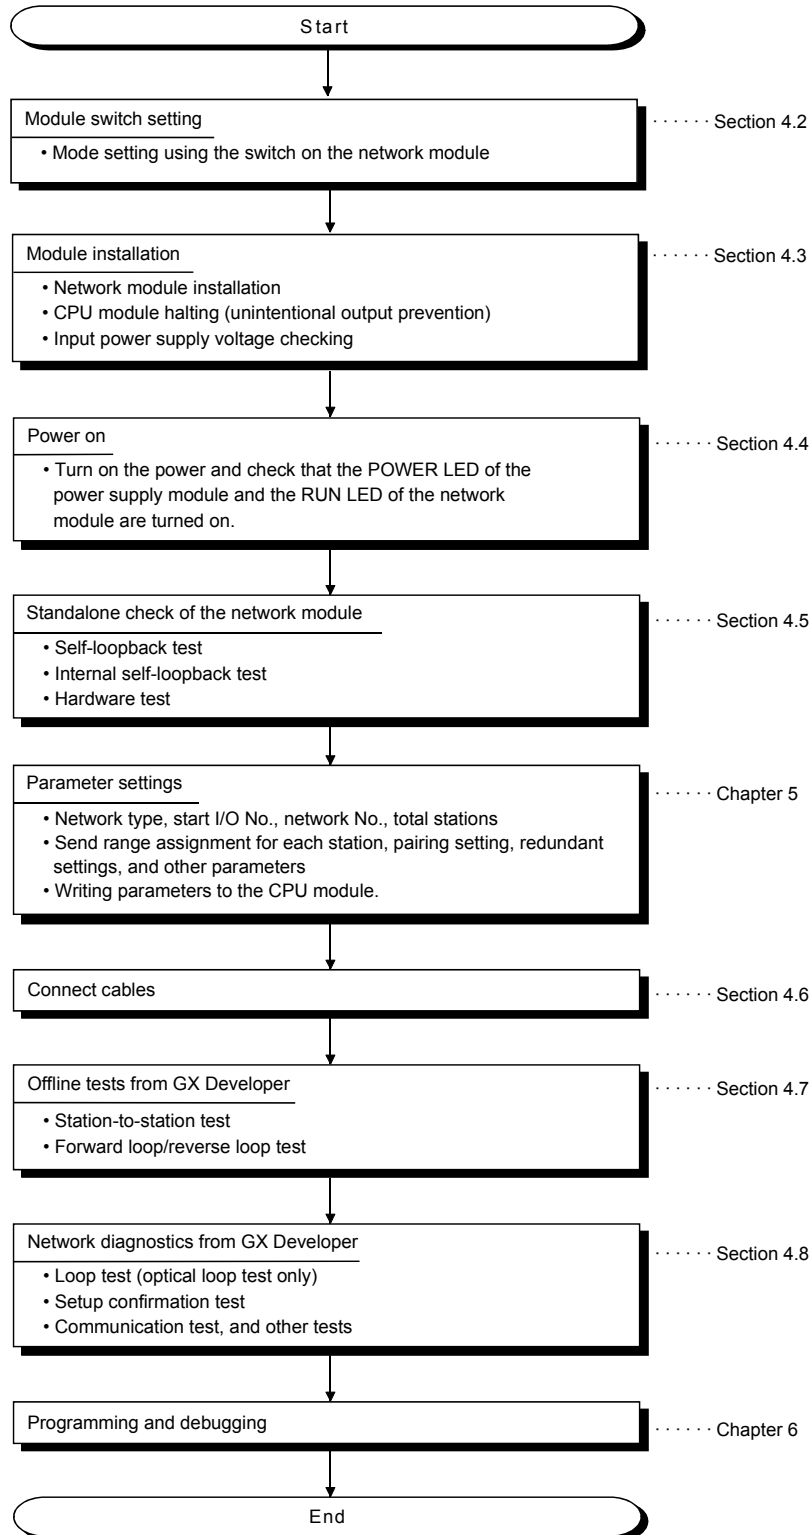 Start
Module switch setting
· · · · · · Section 4.2
• Mode setting using the switch on the network module
Module installation
· · · · · · Section 4.3
• Network module installation
• CPU module halting (unintentional output prevention)
• Input power supply voltage checking
Power on
· · · · · · Section 4.4
• Turn on the power and check that the POWER LED of the
power supply module and the RUN LED of the network
module are turned on.
Standalone check of the network module
· · · · · · Section 4.5
• Self-loopback test
• Internal self-loopback test
• Hardware test
Parameter settings
· · · · · · Chapter 5
• Network type, start I/O No., network No., total stations
• Send range assignment for each station, pairing setting, redundant
settings, and other parameters
• Writing parameters to the CPU module.
Connect cables
· · · · · · Section 4.6
Offline tests from GX Developer
· · · · · · Section 4.7
• Station-to-station test
• Forward loop/reverse loop test
Network diagnostics from GX Developer
· · · · · · Section 4.8
• Loop test (optical loop test only)
• Setup confirmation test
• Communication test, and other tests
Programming and debugging
· · · · · · Chapter 6
End